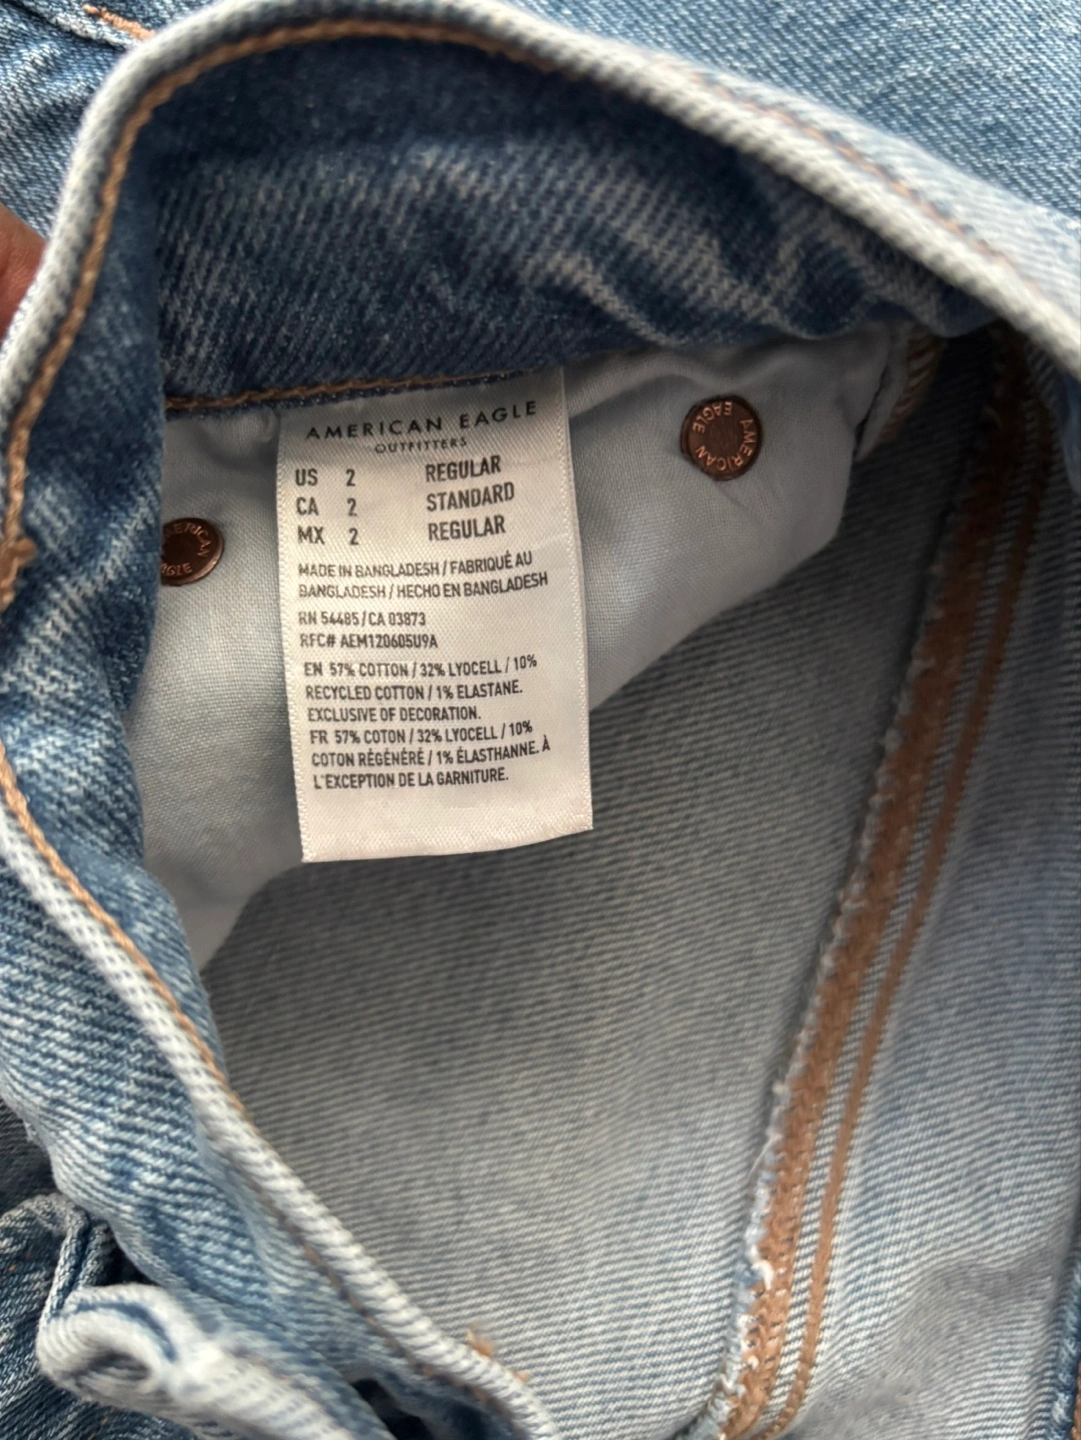 AMERICAN EAGLE
OUTFITTERS
US 2 REGULAR
CA 2 STANDARD
MX 2 REGULAR
MADE IN BANGLADESH / FABRIQUÉ AU
BANGLADESH / HECHO EN BANGLADESH
RN 54485/CA 03873
RFC# AEM120605U9A
EN 57% COTTON / 32% LYOCELL / 10%
RECYCLED COTTON / 1% ELASTANE.
EXCLUSIVE OF DECORATION.
FR 57% COTON / 32% LYOCELL / 10%
COTON RÉGÉNÉRÉ / 1% ÉLASTHANNE. À
L'EXCEPTION DE LA GARNITURE.
AMERICAN EAGLE
AMERICAN EAGLE